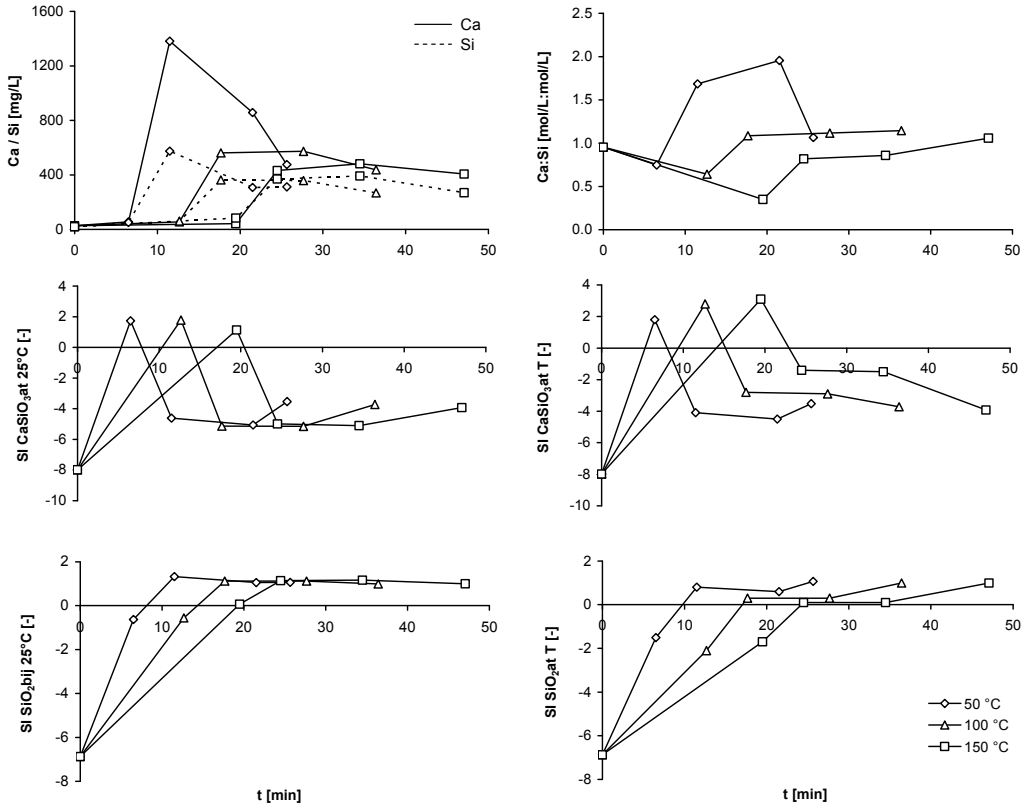 1600
1200
800
400
0
Ca / Si [mg/L]
Ca
Si
0 10 20 30 40 50
2.5
2.0
1.5
1.0
0.5
0.0
Ca:Si [mol/L:mol/L]
0 10 20 30 40 50
4
2
0
-2
-4
-6
-8
-10
SI CaSiO3at 25°C [-]
0 10 20 30 40 50
4
2
0
-2
-4
-6
-8
-10
SI CaSiO3at T [-]
0 10 20 30 40 50
2
0
-2
-4
-6
-8
SI SiO2bij 25°C [-]
0 10 20 30 40 50
t [min]
2
0
-2
-4
-6
-8
SI SiO2at T [-]
0 10 20 30 40 50
50 °C
100 °C
150 °C
t [min]